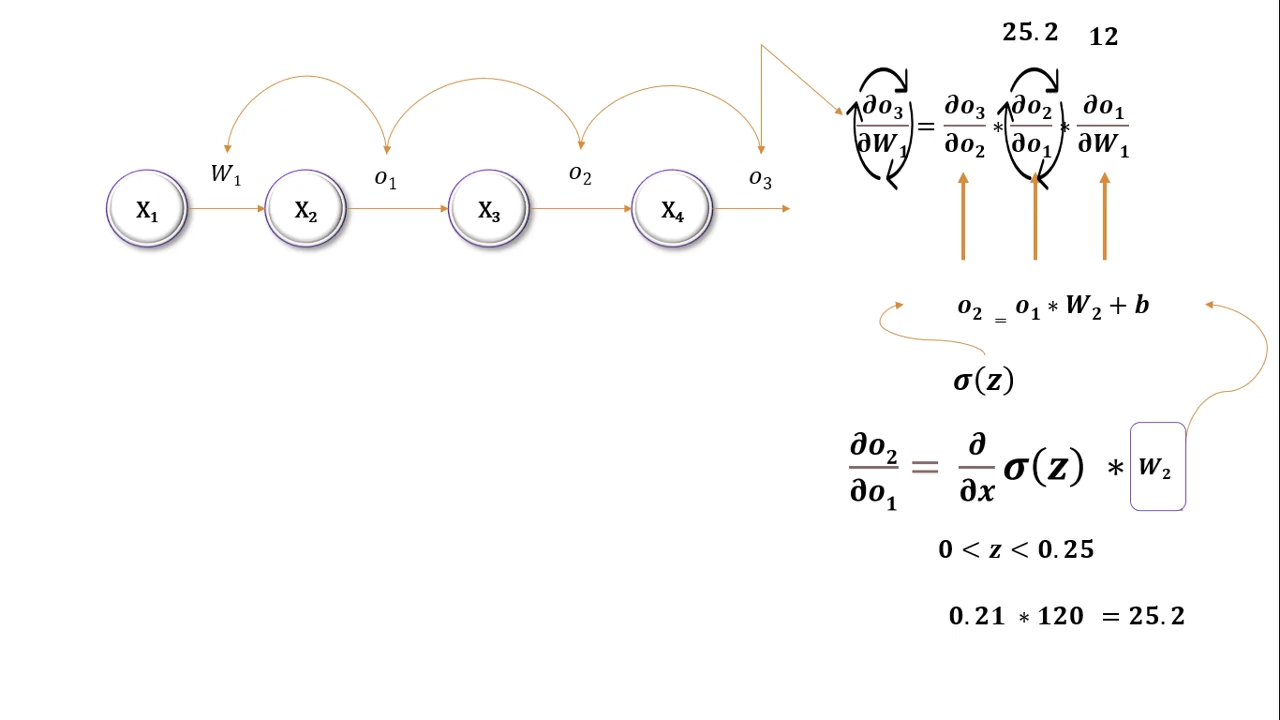 25.2 12
∂o₃/∂W₁ = ∂o₃/∂o₂ * ∂o₂/∂o₁ * ∂o₁/∂W₁
W₁ o₁ o₂ o₃
X₁ X₂ X₃ X₄
o₂ = o₁ * W₂ + b
σ(z)
∂o₂/∂o₁ = ∂/∂x σ(z) * W₂
0 < z < 0.25
0.21 * 120 = 25.2